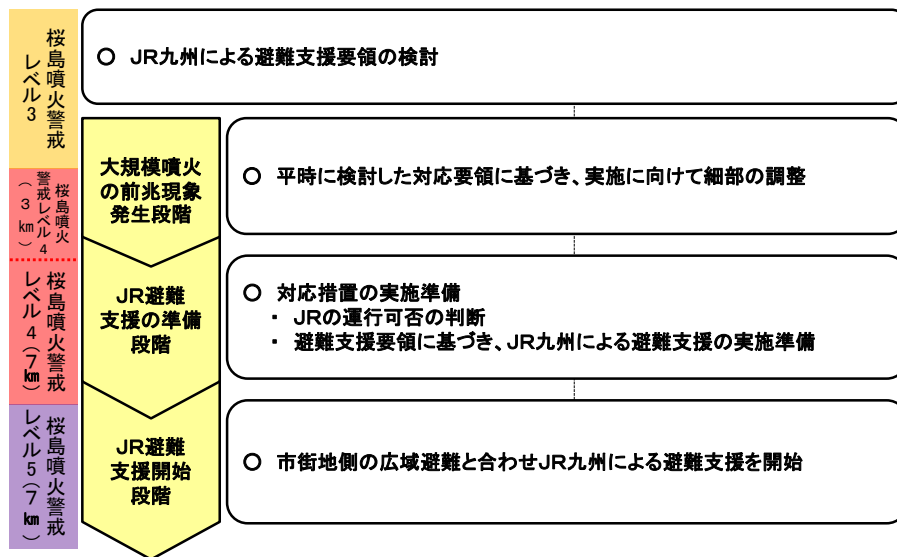 桜島噴火警戒
レベル3
○ JR九州による避難支援要領の検討
大規模噴火
の前兆現象
発生段階
○ 平時に検討した対応要領に基づき、実施に向けて細部の調整
桜島噴火
警戒レベル4
(3km)
JR避難
支援の準備
段階
○ 対応措置の実施準備
・ JRの運行可否の判断
・ 避難支援要領に基づき、JR九州による避難支援の実施準備
桜島噴火警戒
レベル4(7km)
JR避難
支援開始
段階
○ 市街地側の広域避難と合わせJR九州による避難支援を開始
桜島噴火警戒
レベル5(7km)